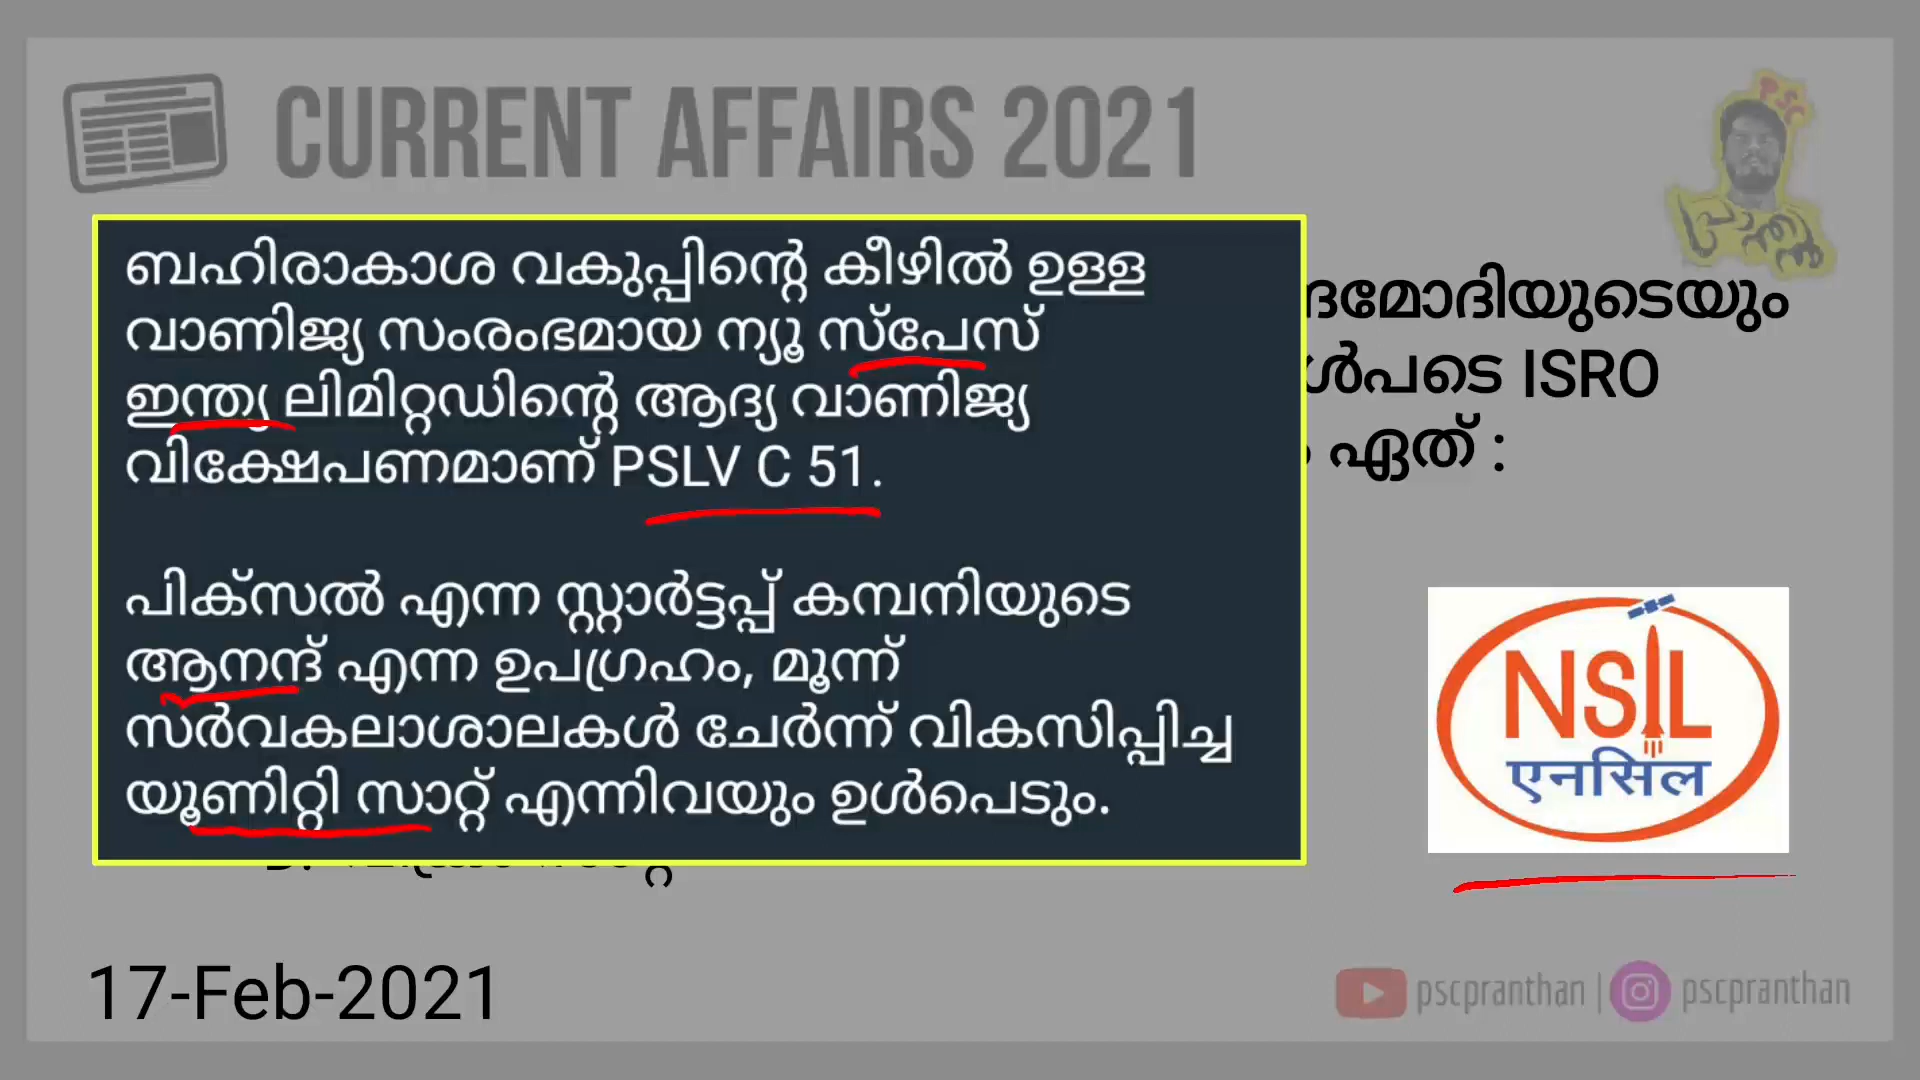 CURRENT AFFAIRS 2021
PSC
പ്രാന്തൻ
ബഹിരാകാശ വകുപ്പിന്റെ കീഴിൽ ഉള്ള
വാണിജ്യ സംരംഭമായ ന്യൂ സ്പേസ്
ഇന്ത്യ ലിമിറ്റഡിന്റെ ആദ്യ വാണിജ്യ
വിക്ഷേപണമാണ് PSLV C 51.
പിക്സൽ എന്ന സ്റ്റാർട്ടപ്പ് കമ്പനിയുടെ
ആനന്ദ് എന്ന ഉപഗ്രഹം, മൂന്ന്
സർവകലാശാലകൾ ചേർന്ന് വികസിപ്പിച്ച
യൂണിറ്റി സാറ്റ് എന്നിവയും ഉൾപെടും.
ദമോദിയുടെയും
ൾപടെ ISRO
ഏത് :
NSIL
एनसिल
17-Feb-2021
pscpranthan | pscpranthan